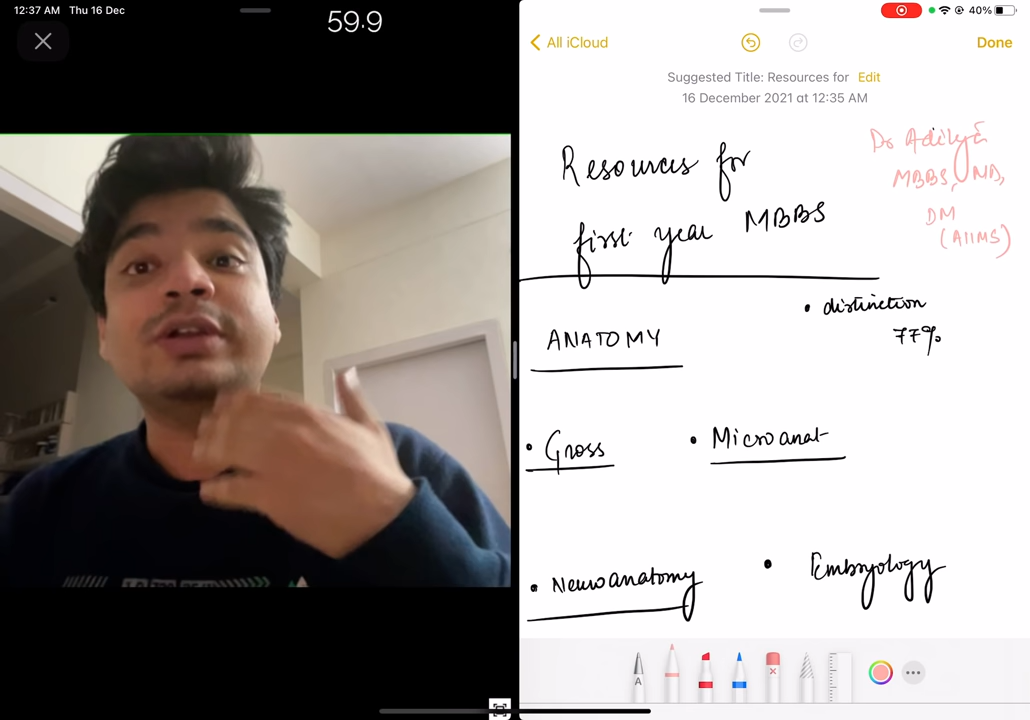 12:37 AM Thu 16 Dec
59.9
40%
All iCloud
Done
Suggested Title: Resources for Edit
16 December 2021 at 12:35 AM
Resources for
first year MBBS
Dr
MBBS, MD,
DM
(AIIMS)
ANATOMY
• distinction
77%
• Gross
• Microanat
• Neuroanatomy
• Embryology
A